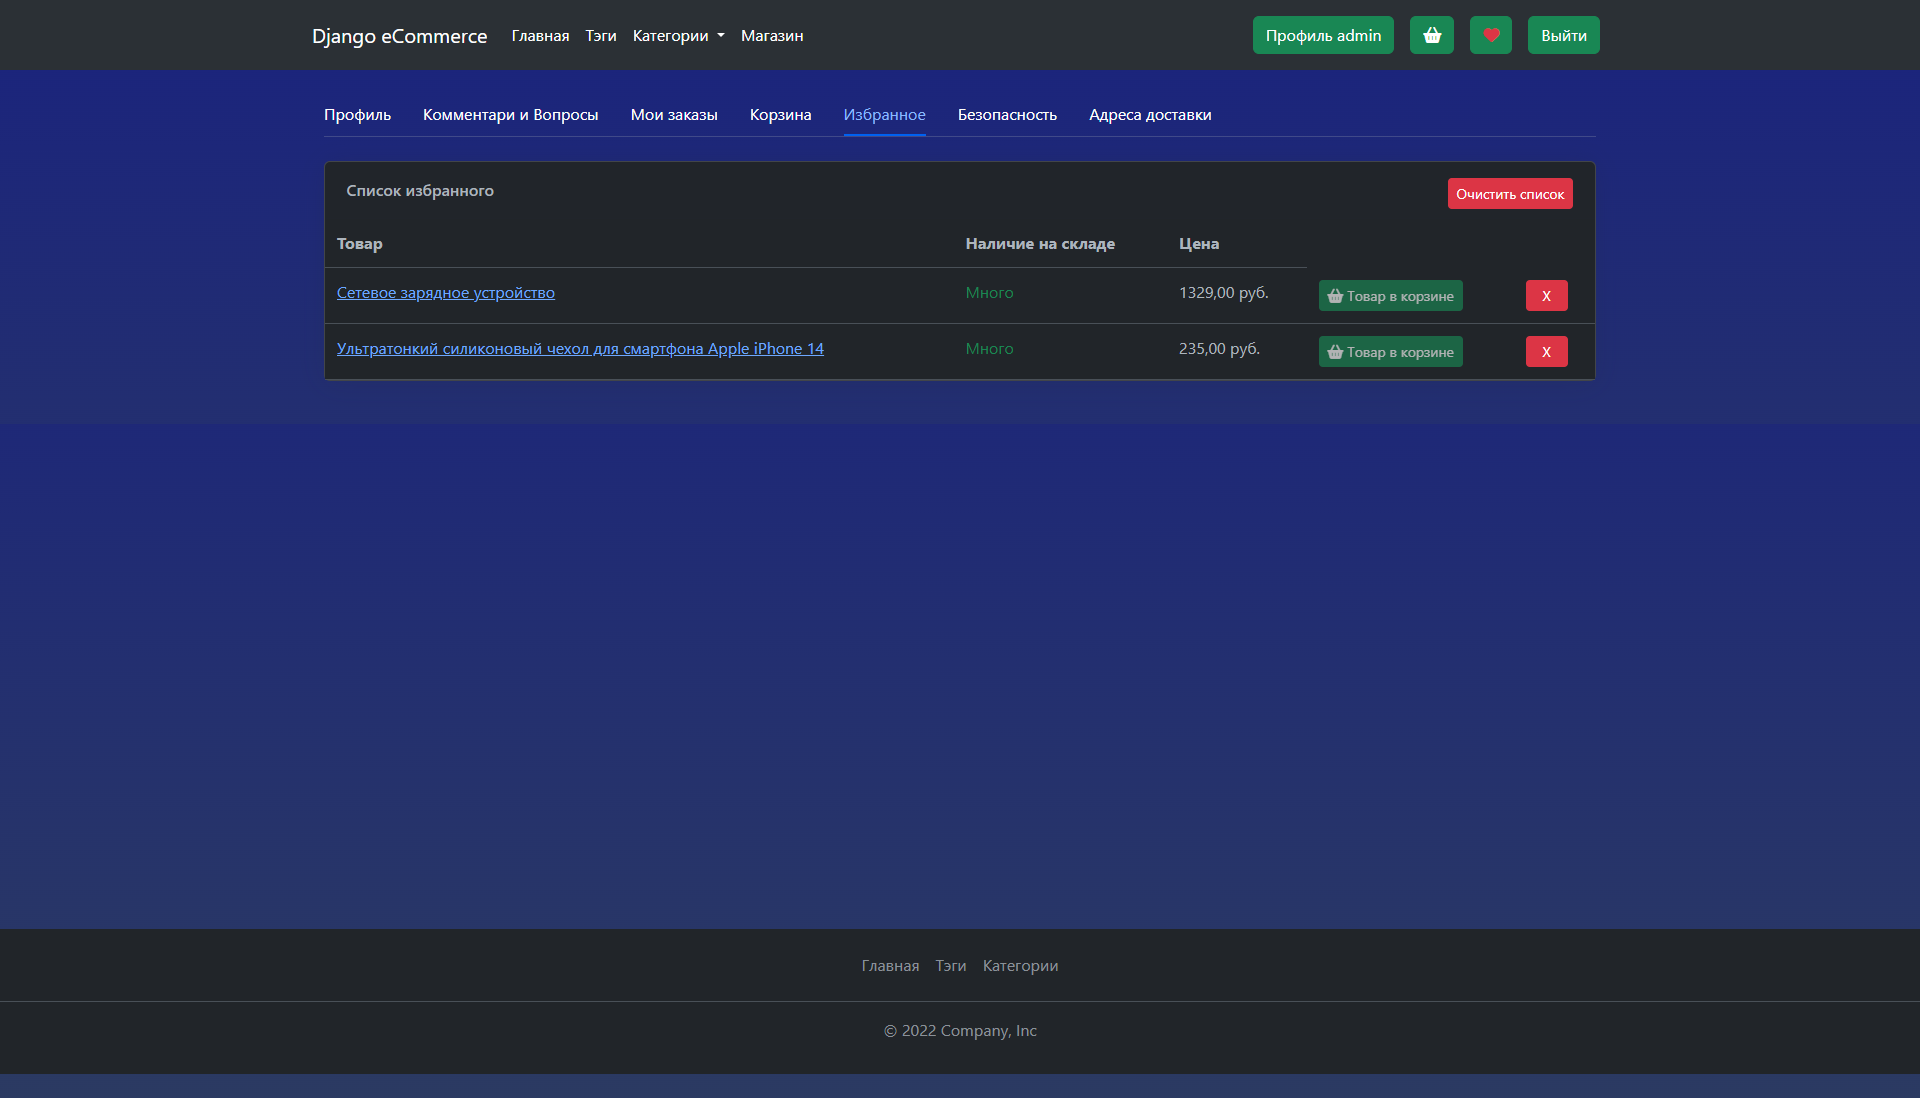 Django eCommerce Главная Тэги Категории Магазин Профиль admin Выйти
Профиль Комментари и Вопросы Мои заказы Корзина Избранное Безопасность Адреса доставки
Список избранного Очистить список
Товар Наличие на складе Цена
Сетевое зарядное устройство Много 1329,00 руб. Товар в корзине X
Ультратонкий силиконовый чехол для смартфона Apple iPhone 14 Много 235,00 руб. Товар в корзине X
Главная Тэги Категории
© 2022 Company, Inc